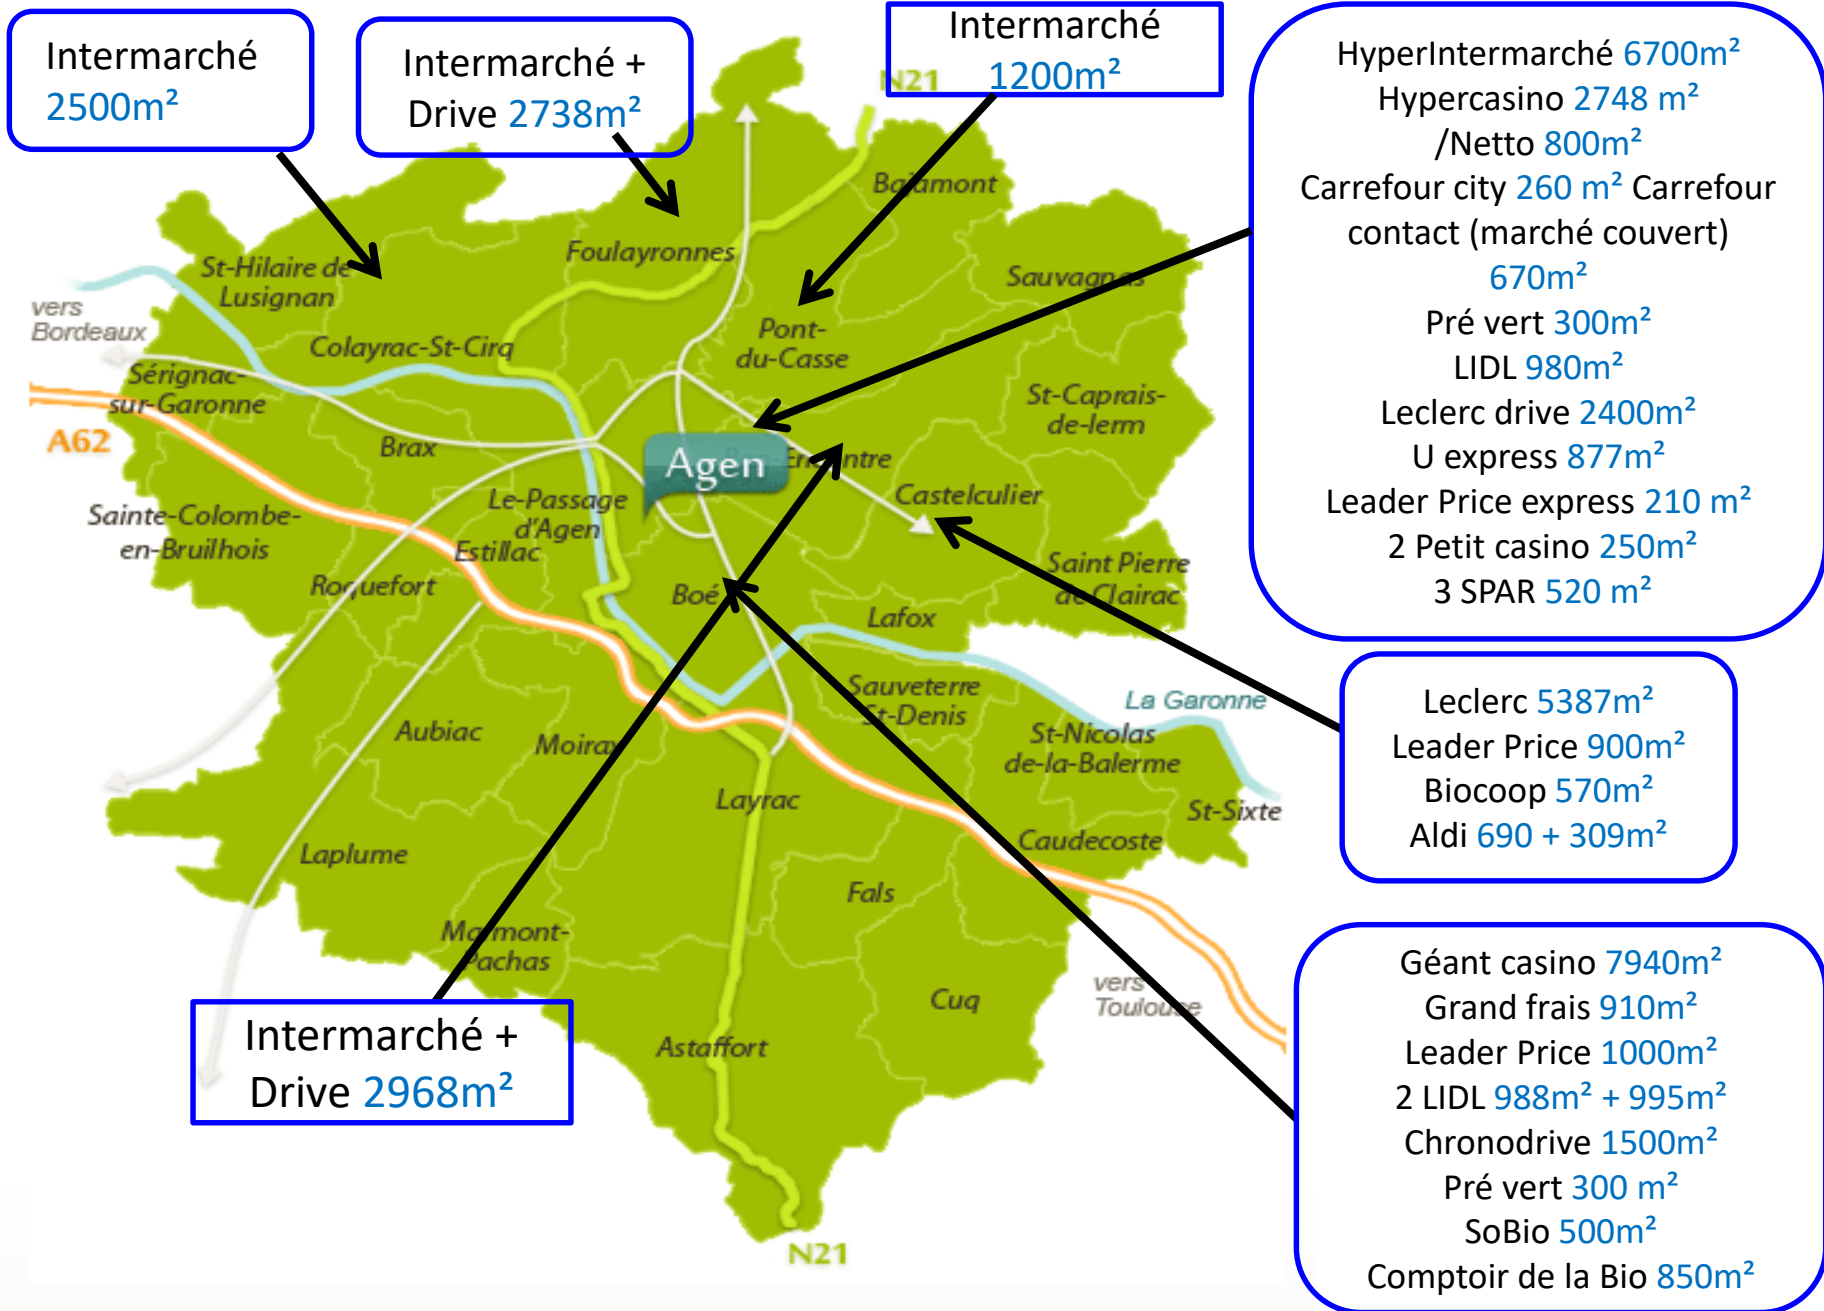 Intermarché
2500m²
Intermarché +
Drive 2738m²
Intermarché
1200m²
HyperIntermarché 6700m²
Hypercasino 2748 m²
/Netto 800m²
Carrefour city 260 m² Carrefour
contact (marché couvert)
670m²
Pré vert 300m²
LIDL 980m²
Leclerc drive 2400m²
U express 877m²
Leader Price express 210 m²
2 Petit casino 250m²
3 SPAR 520 m²
Leclerc 5387m²
Leader Price 900m²
Biocoop 570m²
Aldi 690 + 309m²
Géant casino 7940m²
Grand frais 910m²
Leader Price 1000m²
2 LIDL 988m² + 995m²
Chronodrive 1500m²
Pré vert 300 m²
SoBio 500m²
Comptoir de la Bio 850m²
Intermarché +
Drive 2968m²
N21
Bajamont
Foulayronnes
St-Hilaire de
Lusignan
Sauvagnas
vers
Bordeaux
Colayrac-St-Cirq
Pont-
du-Casse
Sérignac-
sur-Garonne
St-Caprais-
de-lerm
A62
Brax
Agen
Encontre
Castelculier
Le-Passage
d'Agen
Sainte-Colombe-
en-Bruilhois
Estillac
Roquefort
Boé
Saint Pierre
de Clairac
Lafox
Sauveterre
St-Denis
La Garonne
Aubiac
Moirax
St-Nicolas
de-la-Balerme
Layrac
St-Sixte
Caudecoste
Laplume
Fals
Marmont-
Pachas
Cuq
vers
Toulouse
Astaffort
N21